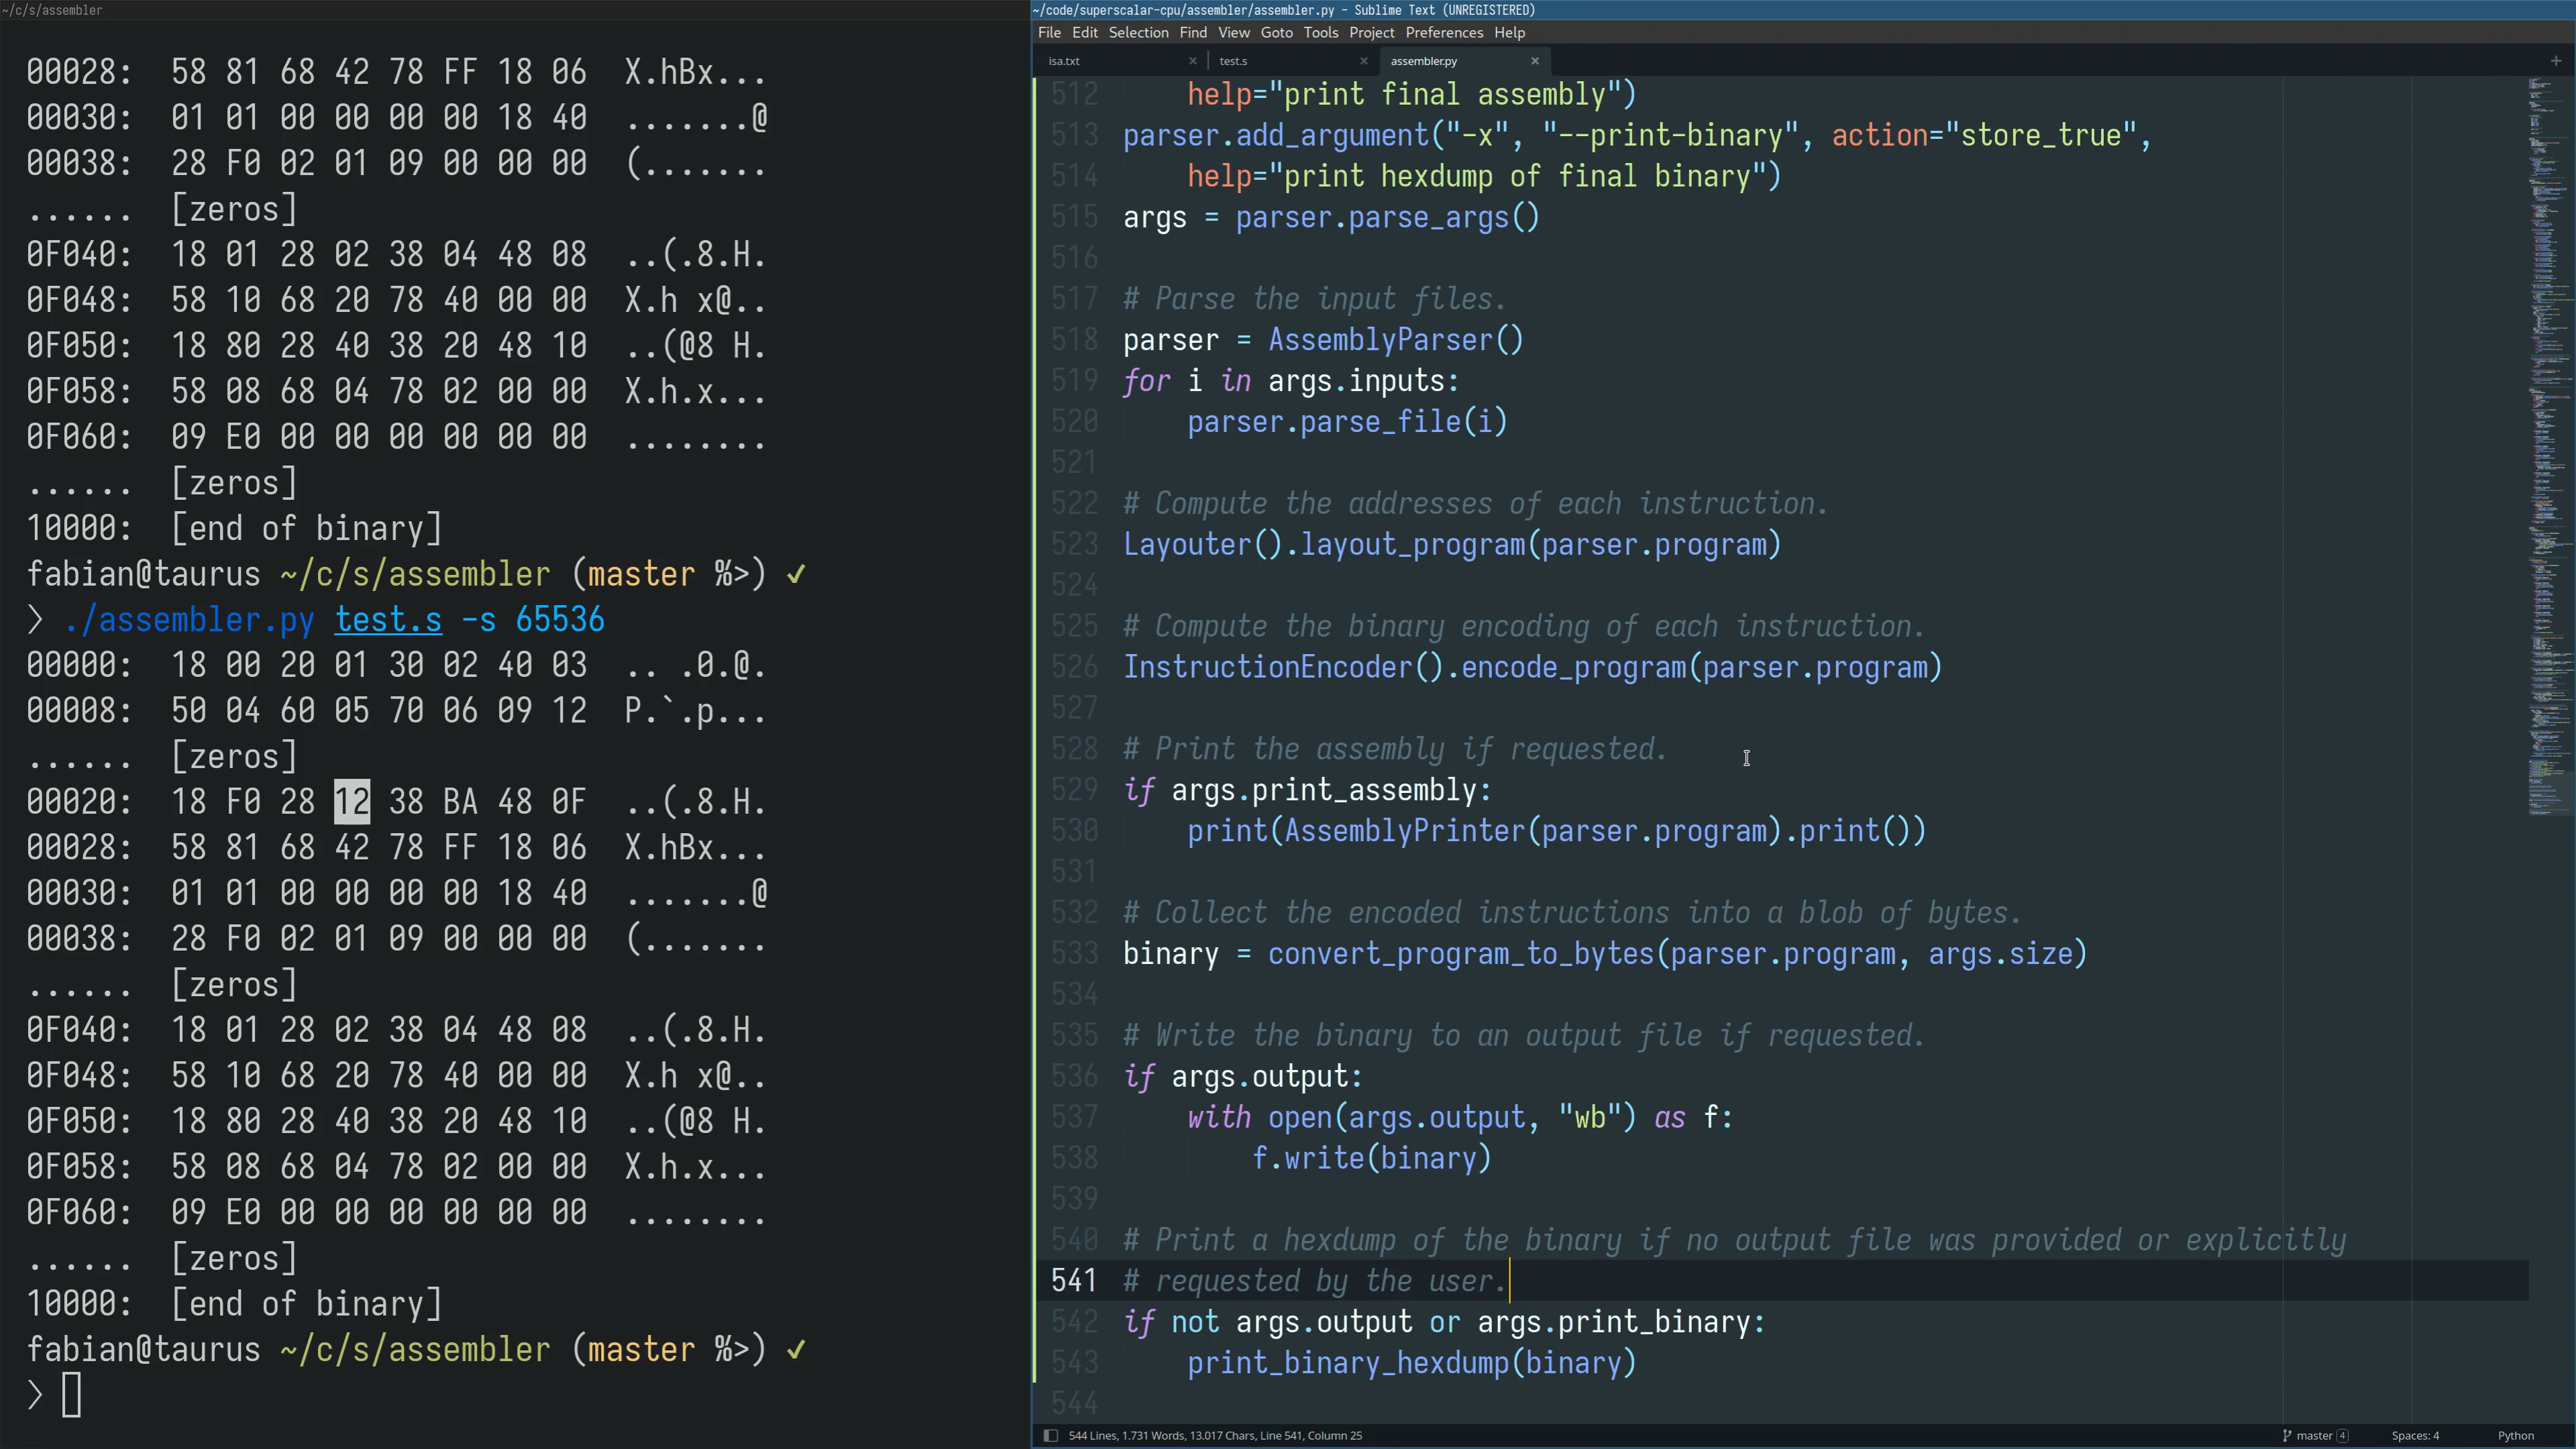 ~/c/s/assembler
00028: 58 81 68 42 78 FF 18 06 X.hBx...
00030: 01 01 00 00 00 00 18 40 .......@
00038: 28 F0 02 01 09 00 00 00 (.......
...... [zeros]
0F040: 18 01 28 02 38 04 48 08 ..(.8.H.
0F048: 58 10 68 20 78 40 00 00 X.h x@..
0F050: 18 80 28 40 38 20 48 10 ..(@8 H.
0F058: 58 08 68 04 78 02 00 00 X.h.x...
0F060: 09 E0 00 00 00 00 00 00 ........
...... [zeros]
10000: [end of binary]
fabian@taurus ~/c/s/assembler (master %>) ✔
❯ ./assembler.py test.s -s 65536
00000: 18 00 20 01 30 02 40 03 .. .0.@.
00008: 50 04 60 05 70 06 09 12 P.`.p...
...... [zeros]
00020: 18 F0 28 12 38 BA 48 0F ..(.8.H.
00028: 58 81 68 42 78 FF 18 06 X.hBx...
00030: 01 01 00 00 00 00 18 40 .......@
00038: 28 F0 02 01 09 00 00 00 (.......
...... [zeros]
0F040: 18 01 28 02 38 04 48 08 ..(.8.H.
0F048: 58 10 68 20 78 40 00 00 X.h x@..
0F050: 18 80 28 40 38 20 48 10 ..(@8 H.
0F058: 58 08 68 04 78 02 00 00 X.h.x...
0F060: 09 E0 00 00 00 00 00 00 ........
...... [zeros]
10000: [end of binary]
fabian@taurus ~/c/s/assembler (master %>) ✔
❯
~/code/superscalar-cpu/assembler/assembler.py - Sublime Text (UNREGISTERED)
File Edit Selection Find View Goto Tools Project Preferences Help
isa.txt × test.s × assembler.py × +
512     help="print final assembly")
513 parser.add_argument("-x", "--print-binary", action="store_true",
514     help="print hexdump of final binary")
515 args = parser.parse_args()
516
517 # Parse the input files.
518 parser = AssemblyParser()
519 for i in args.inputs:
520     parser.parse_file(i)
521
522 # Compute the addresses of each instruction.
523 Layouter().layout_program(parser.program)
524
525 # Compute the binary encoding of each instruction.
526 InstructionEncoder().encode_program(parser.program)
527
528 # Print the assembly if requested.
529 if args.print_assembly:
530     print(AssemblyPrinter(parser.program).print())
531
532 # Collect the encoded instructions into a blob of bytes.
533 binary = convert_program_to_bytes(parser.program, args.size)
534
535 # Write the binary to an output file if requested.
536 if args.output:
537     with open(args.output, "wb") as f:
538         f.write(binary)
539
540 # Print a hexdump of the binary if no output file was provided or explicitly
541 # requested by the user.
542 if not args.output or args.print_binary:
543     print_binary_hexdump(binary)
544
544 Lines, 1.731 Words, 13.017 Chars, Line 541, Column 25 master 4 Spaces: 4 Python